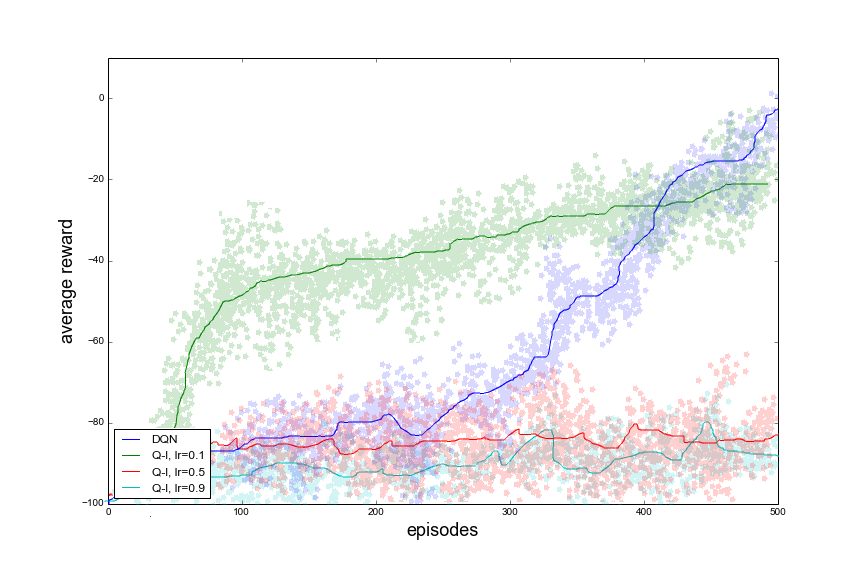 average reward
0
−20
−40
−60
−80
−100
DQN
Q-l, lr=0.1
Q-l, lr=0.5
Q-l, lr=0.9
0
100
200
300
400
500
episodes